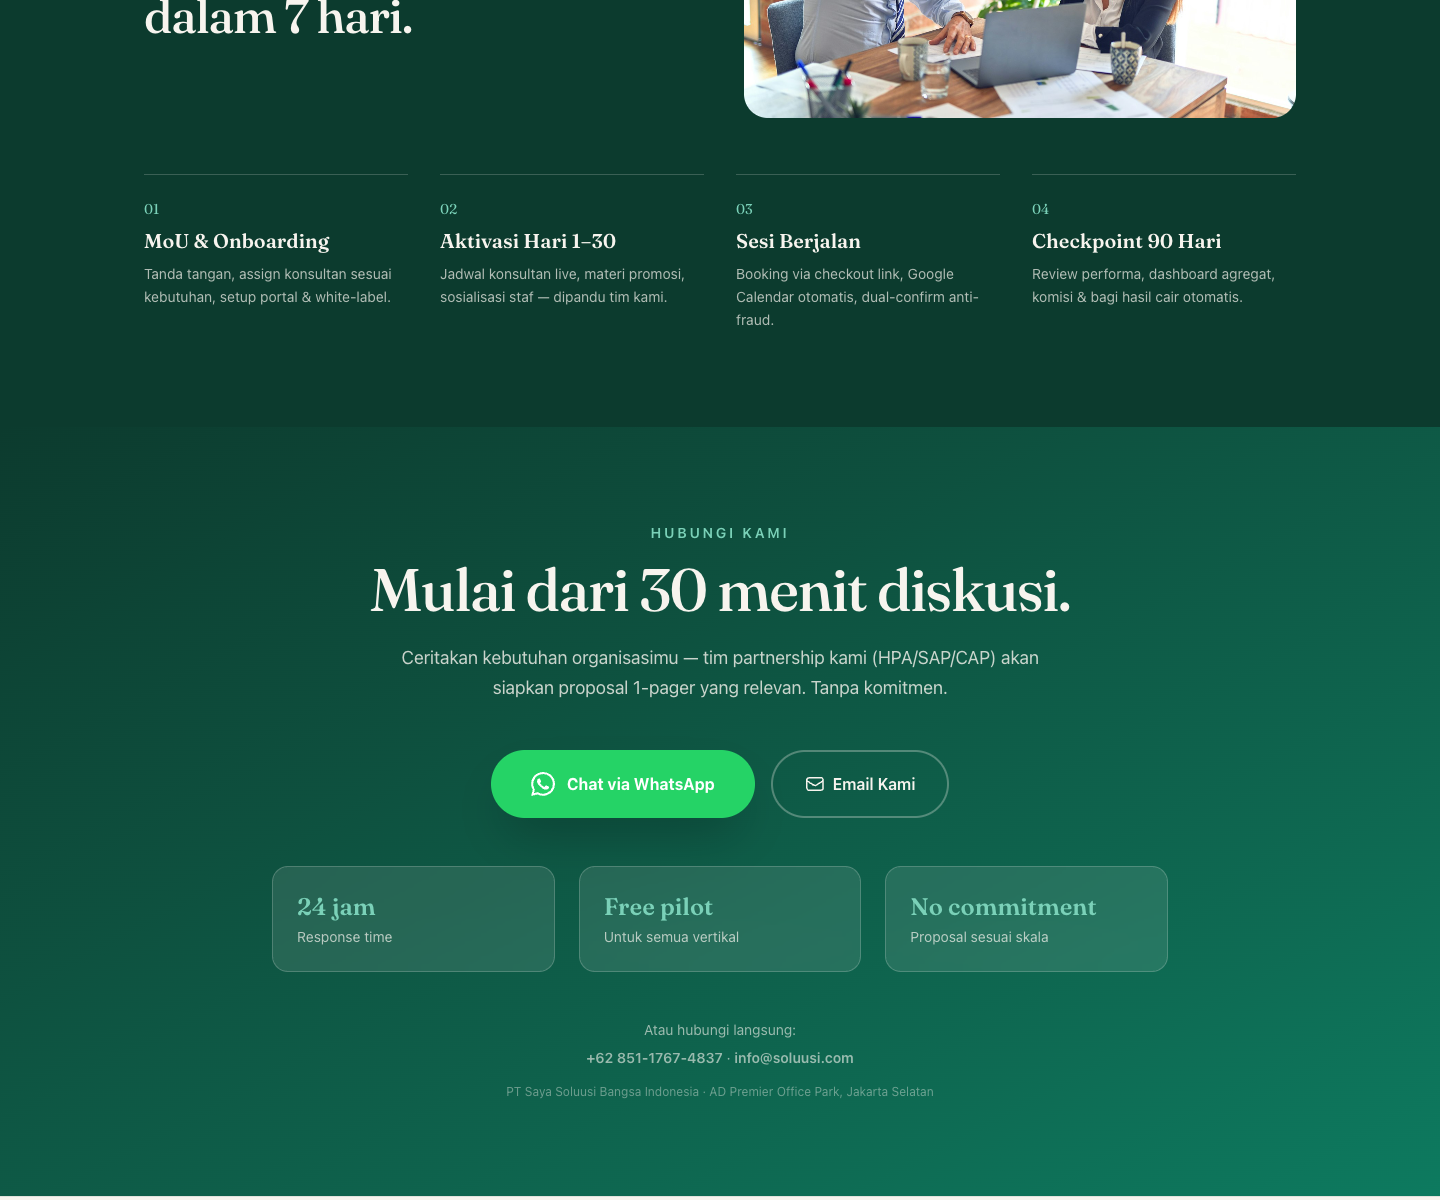 dalam 7 hari.
01
MoU & Onboarding
Tanda tangan, assign konsultan sesuai
kebutuhan, setup portal & white-label.
02
Aktivasi Hari 1–30
Jadwal konsultan live, materi promosi,
sosialisasi staf — dipandu tim kami.
03
Sesi Berjalan
Booking via checkout link, Google
Calendar otomatis, dual-confirm anti-
fraud.
04
Checkpoint 90 Hari
Review performa, dashboard agregat,
komisi & bagi hasil cair otomatis.
HUBUNGI KAMI
Mulai dari 30 menit diskusi.
Ceritakan kebutuhan organisasimu — tim partnership kami (HPA/SAP/CAP) akan
siapkan proposal 1-pager yang relevan. Tanpa komitmen.
Chat via WhatsApp
Email Kami
24 jam
Response time
Free pilot
Untuk semua vertikal
No commitment
Proposal sesuai skala
Atau hubungi langsung:
+62 851-1767-4837 · info@soluusi.com
PT Saya Soluusi Bangsa Indonesia · AD Premier Office Park, Jakarta Selatan